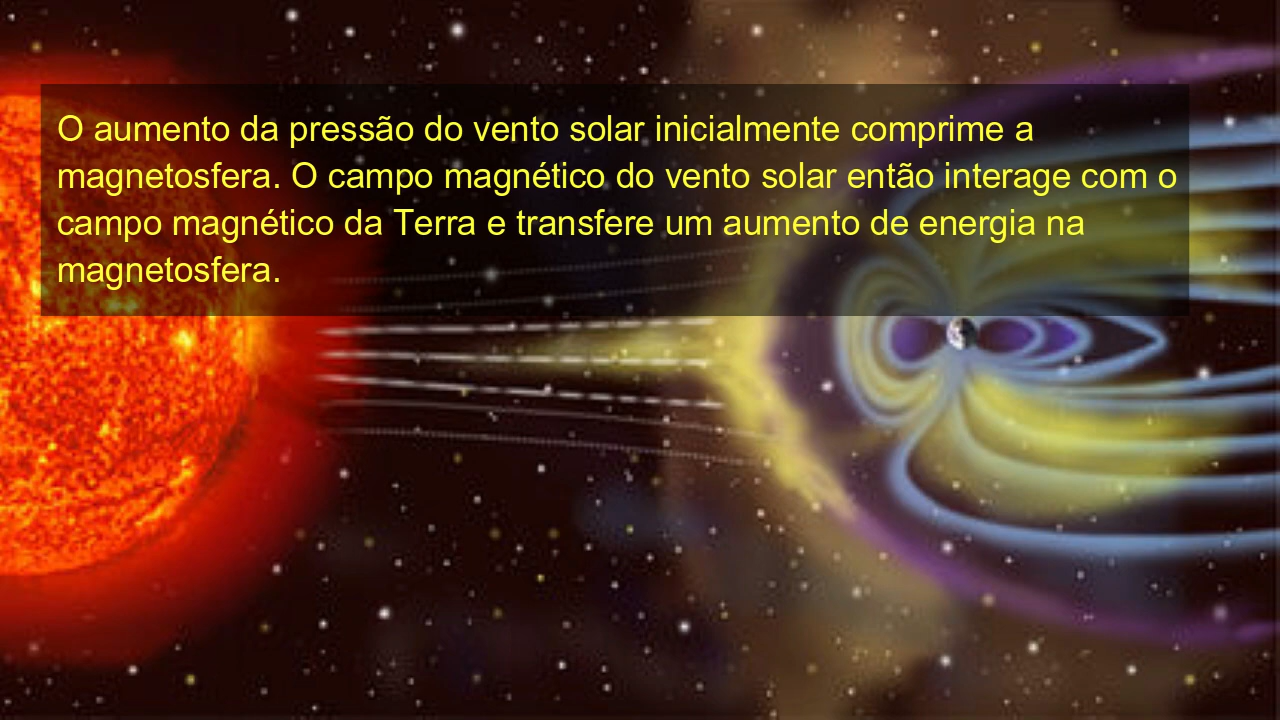 O aumento da pressão do vento solar inicialmente comprime a
magnetosfera. O campo magnético do vento solar então interage com o
campo magnético da Terra e transfere um aumento de energia na
magnetosfera.